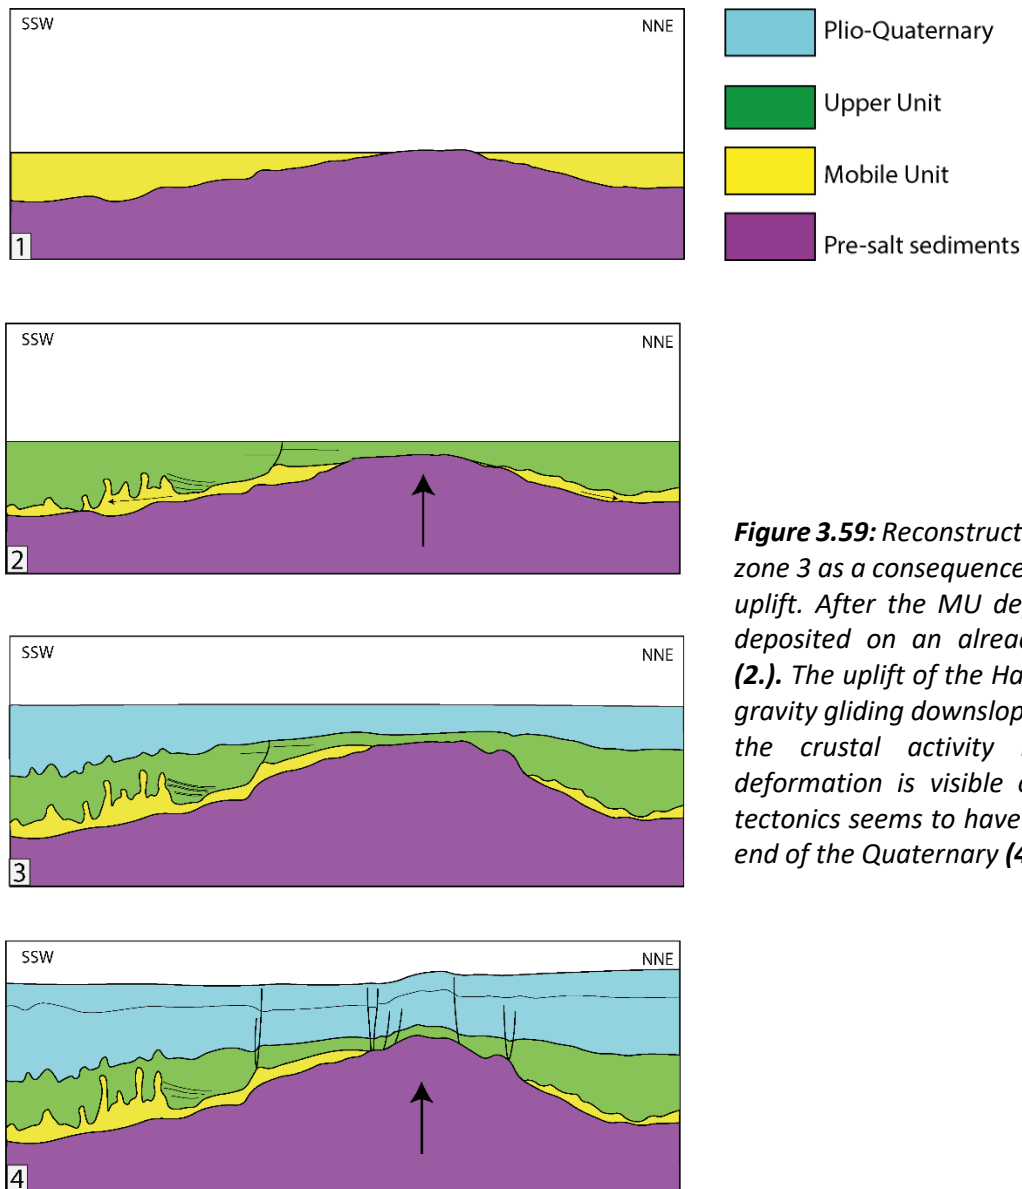 SSW
NNE
1
Plio-Quaternary
Upper Unit
Mobile Unit
Pre-salt sediments
SSW
NNE
2
SSW
NNE
3
SSW
NNE
4
Figure 3.59: Reconstruct
zone 3 as a consequence
uplift. After the MU de
deposited on an alread
(2.). The uplift of the Ha
gravity gliding downslop
the crustal activity
deformation is visible
tectonics seems to have
end of the Quaternary (4